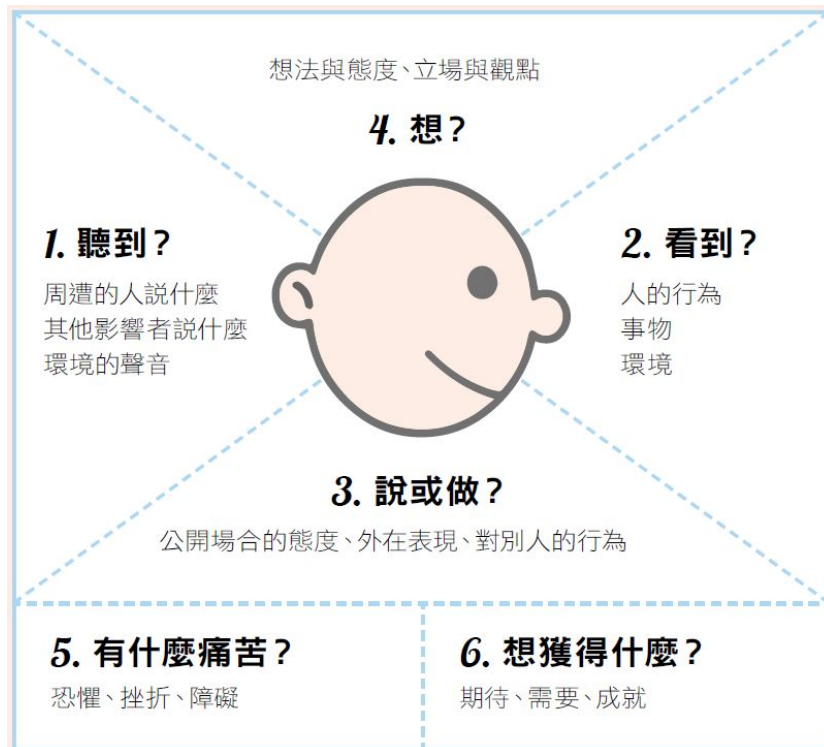 想法與態度、立場與觀點
4. 想？
1. 聽到？
周遭的人説什麼
其他影響者説什麼
環境的聲音
2. 看到？
人的行為
事物
環境
3. 說或做？
公開場合的態度、外在表現、對別人的行為
5. 有什麼痛苦？
恐懼、挫折、障礙
6. 想獲得什麼？
期待、需要、成就